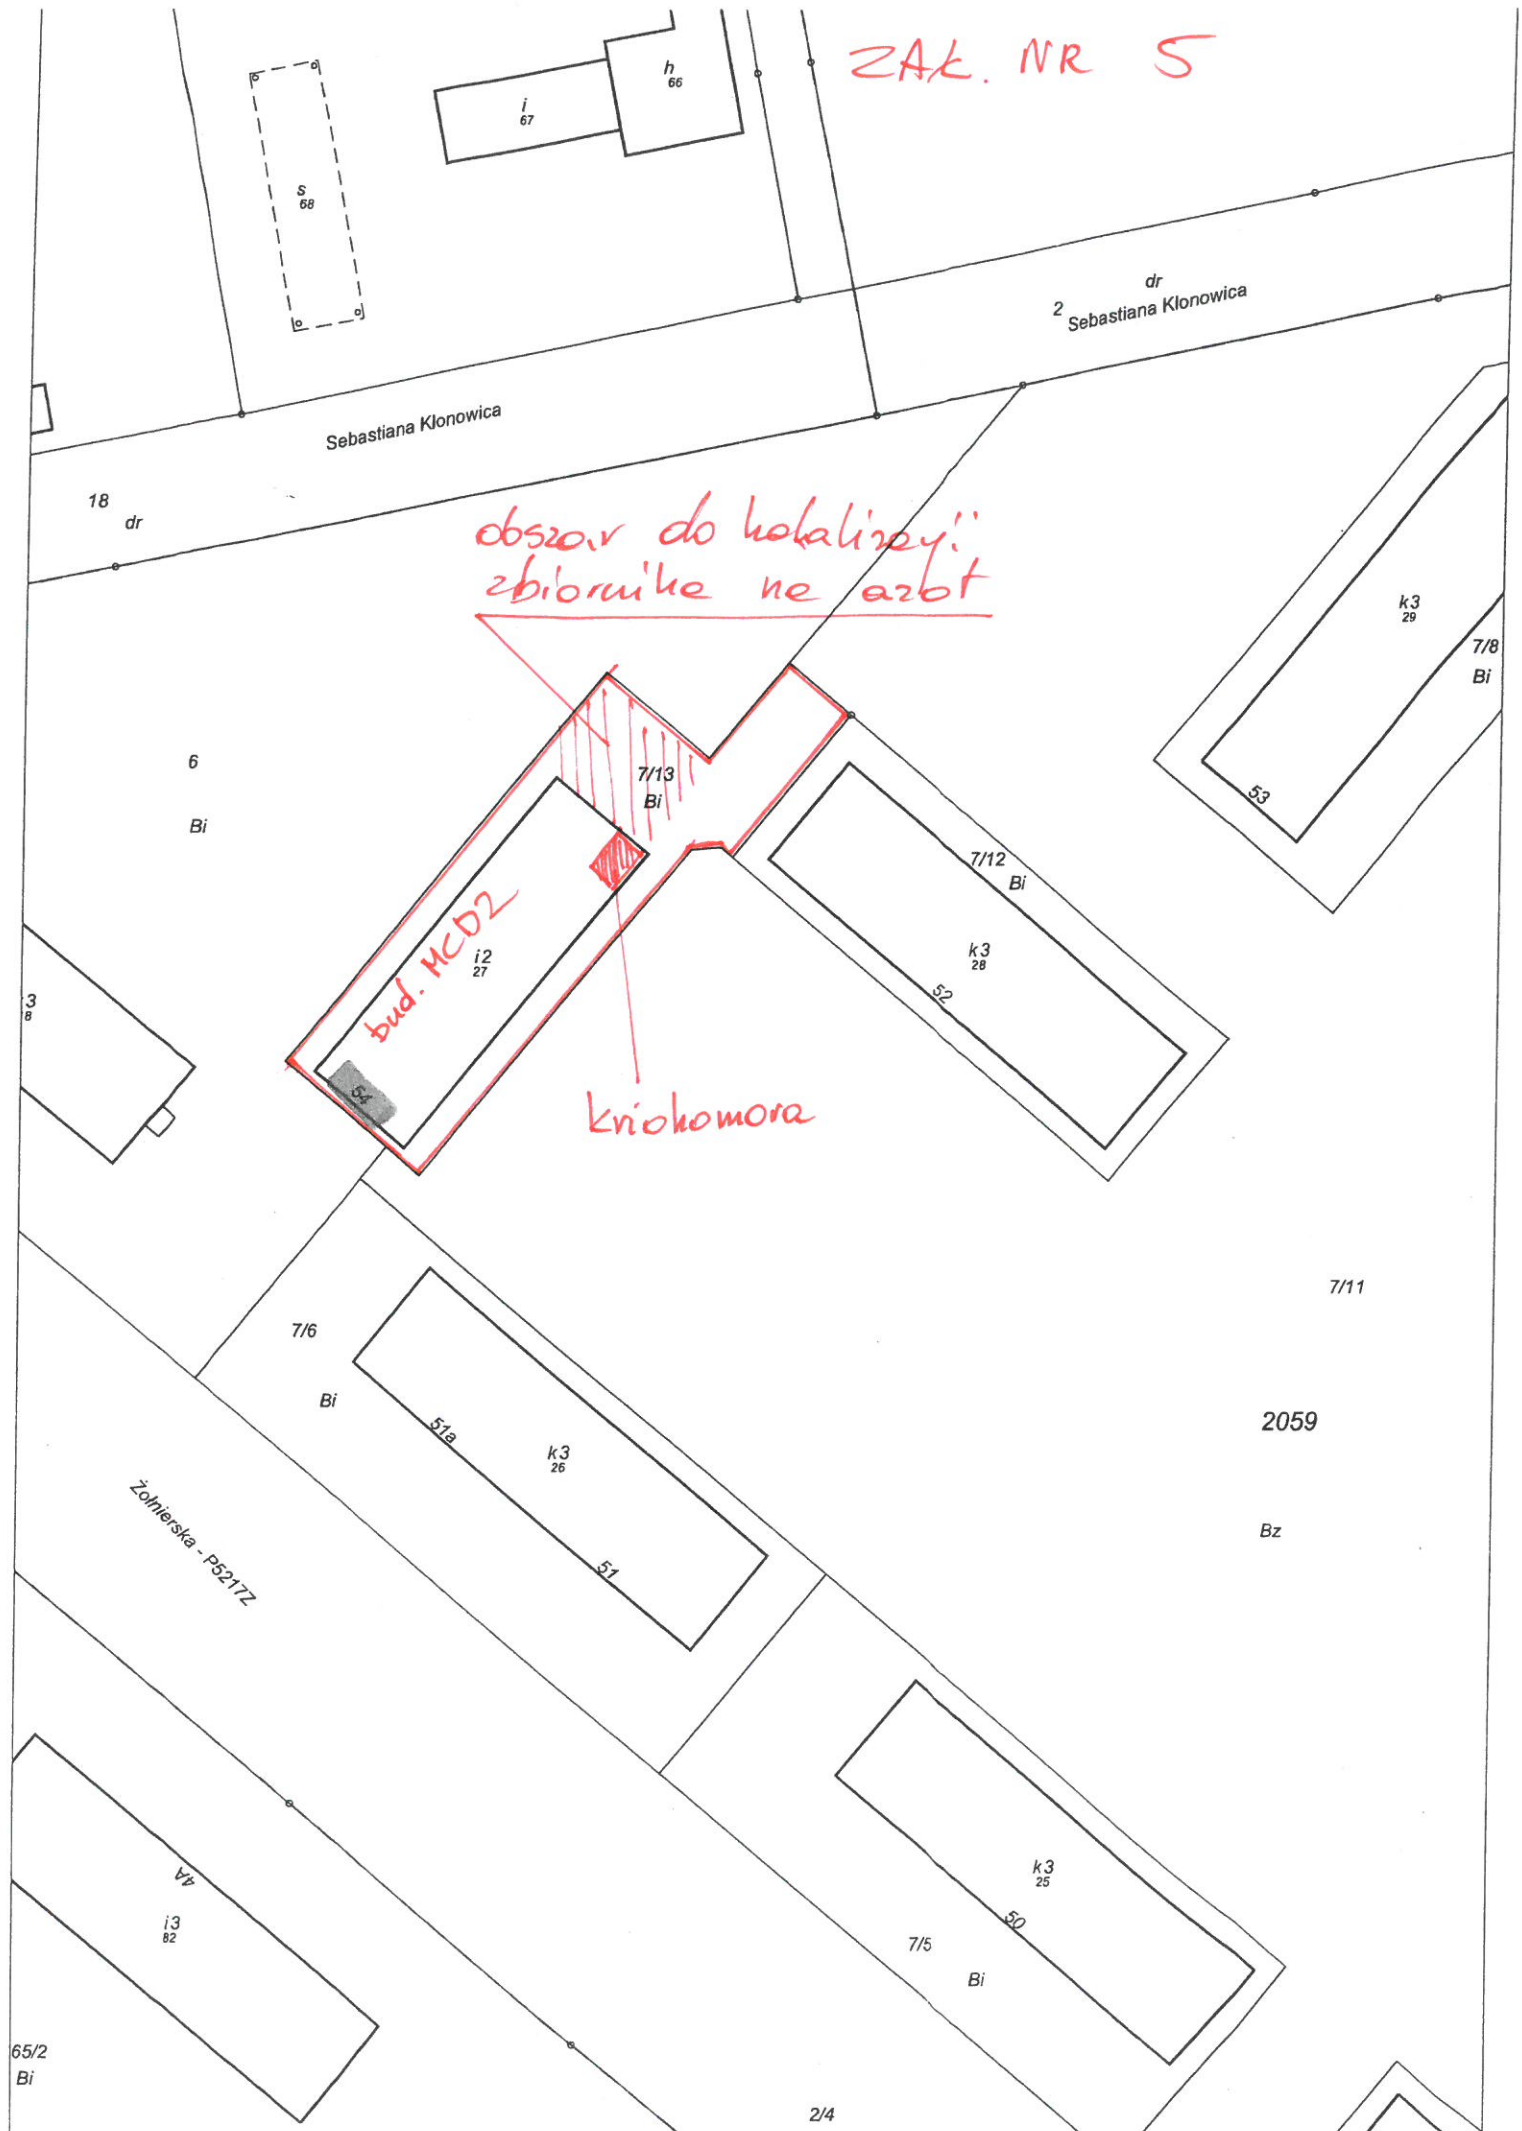 ZAŁ. NR 5
h
66
i
67
s
68
dr
2
Sebastiana Klonowica
Sebastiana Klonowica
18
dr
obszar do lokalizacji
zbiornika na azot
k3
29
7/8
Bi
53
6
Bi
7/13
Bi
7/12
Bi
k3
28
52
bud. MCD2
i2
27
3
8
54
kriokomora
7/11
7/6
Bi
51a
k3
26
51
2059
Bz
Żołnierska - P5217Z
4A
i3
82
k3
25
50
7/5
Bi
65/2
Bi
2/4